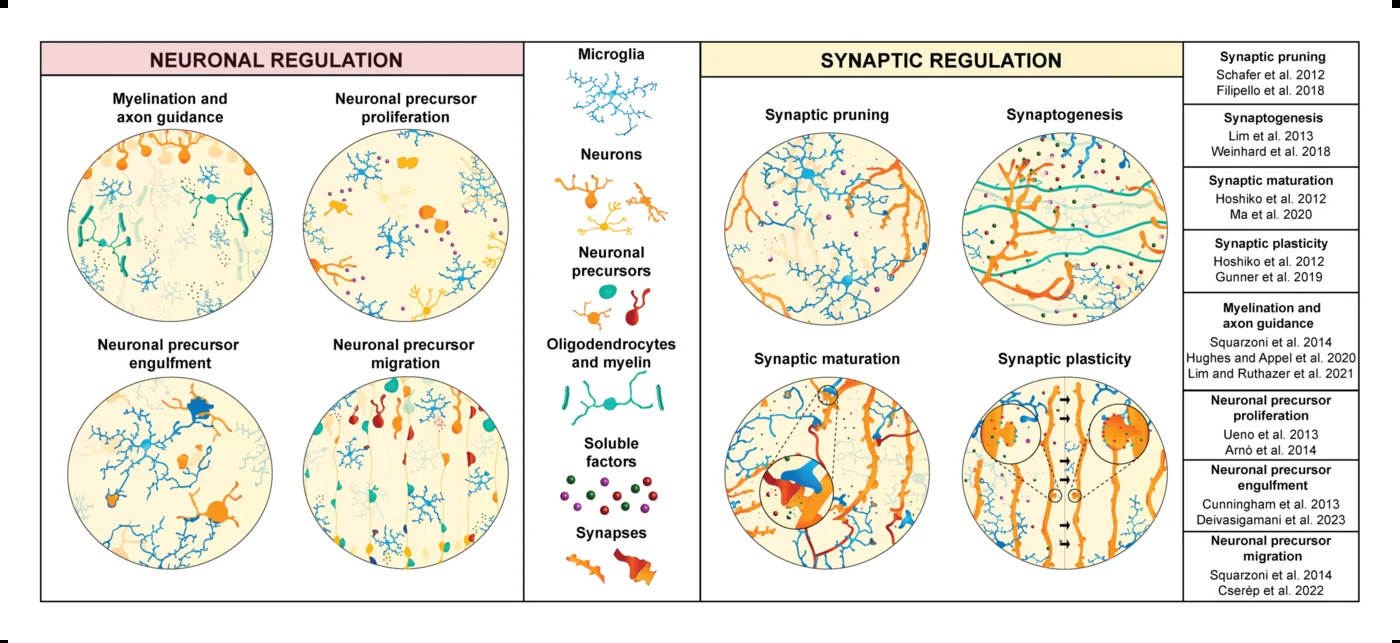 NEURONAL REGULATION
Myelination and
axon guidance
Neuronal precursor
proliferation
Neuronal precursor
engulfment
Neuronal precursor
migration
Microglia
Neurons
Neuronal
precursors
Oligodendrocytes
and myelin
Soluble
factors
Synapses
SYNAPTIC REGULATION
Synaptic pruning
Synaptogenesis
Synaptic maturation
Synaptic plasticity
Synaptic pruning
Schafer et al. 2012
Filipello et al. 2018
Synaptogenesis
Lim et al. 2013
Weinhard et al. 2018
Synaptic maturation
Hoshiko et al. 2012
Ma et al. 2020
Synaptic plasticity
Hoshiko et al. 2012
Gunner et al. 2019
Myelination and
axon guidance
Squarzoni et al. 2014
Hughes and Appel et al. 2020
Lim and Ruthazer et al. 2021
Neuronal precursor
proliferation
Ueno et al. 2013
Arnò et al. 2014
Neuronal precursor
engulfment
Cunningham et al. 2013
Deivasigamani et al. 2023
Neuronal precursor
migration
Squarzoni et al. 2014
Cserép et al. 2022